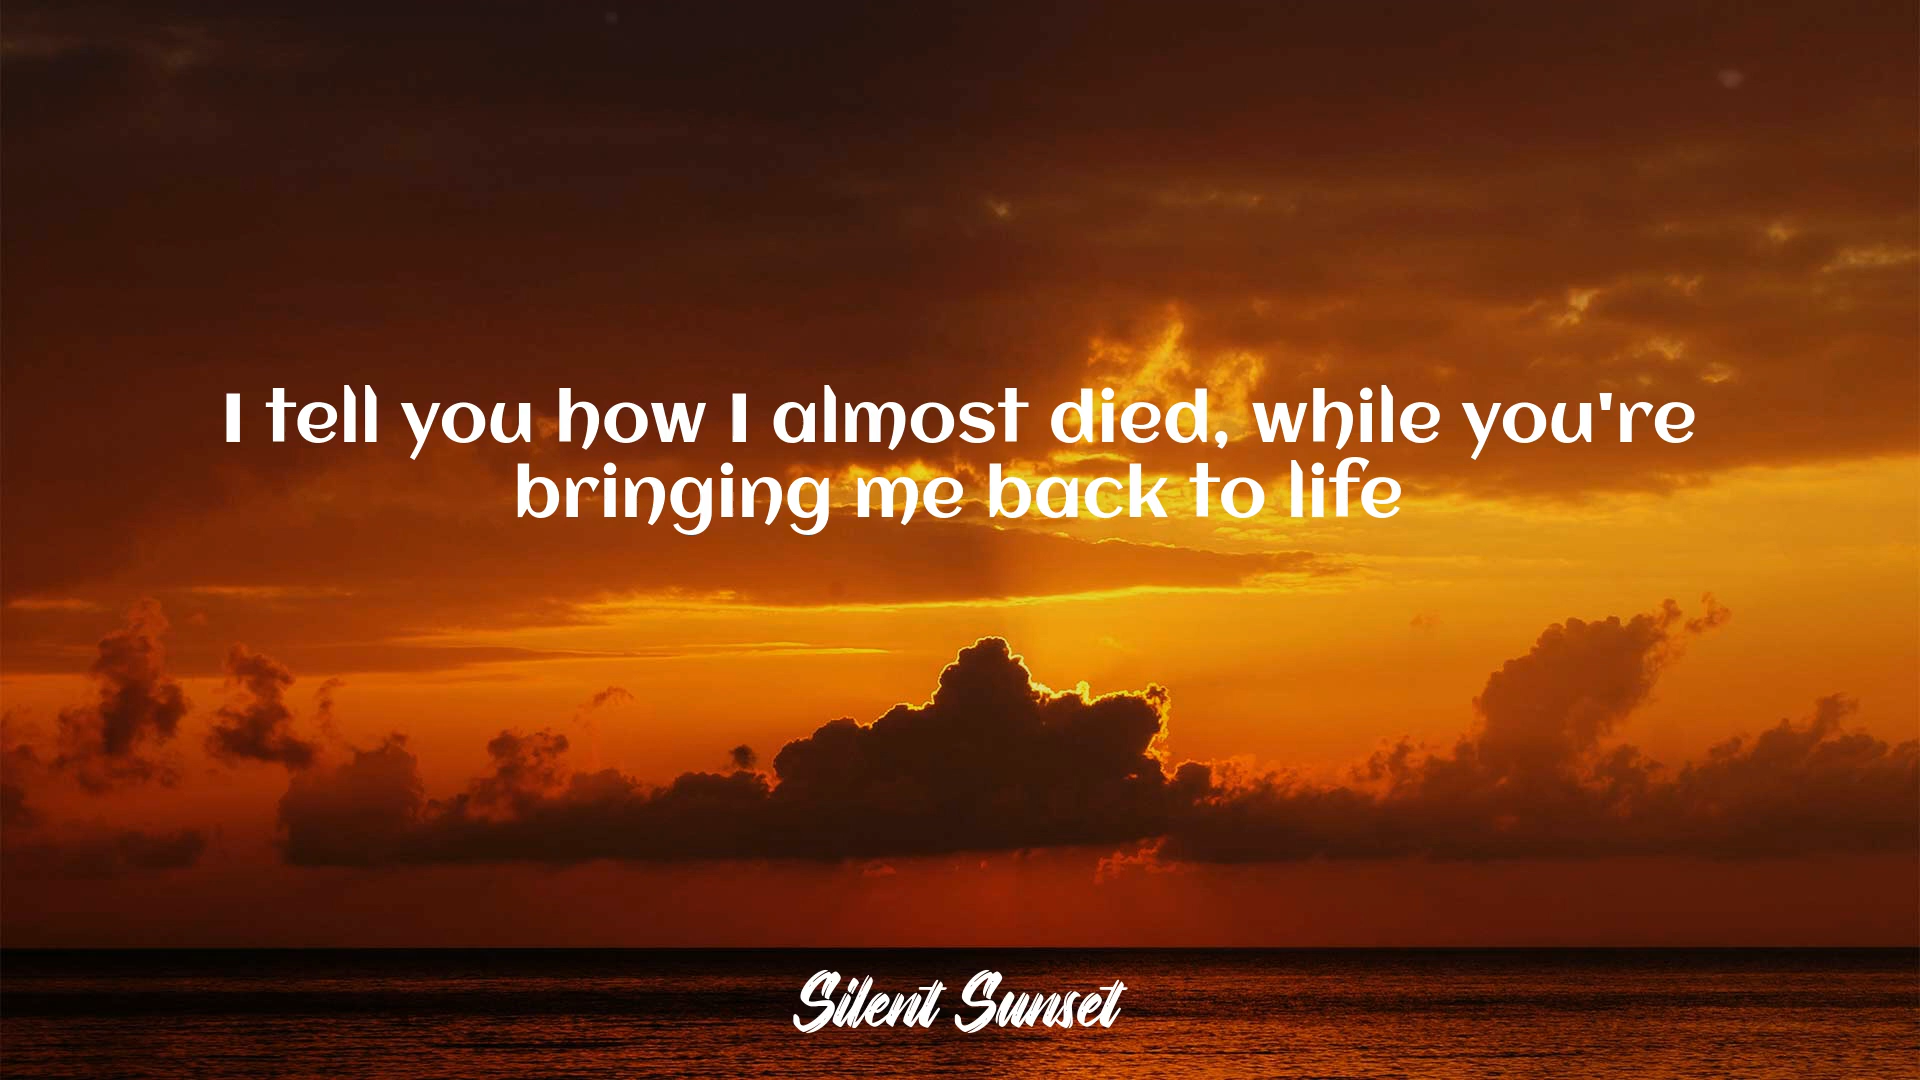 I tell you how I almost died, while you're
bringing me back to life
Silent Sunset